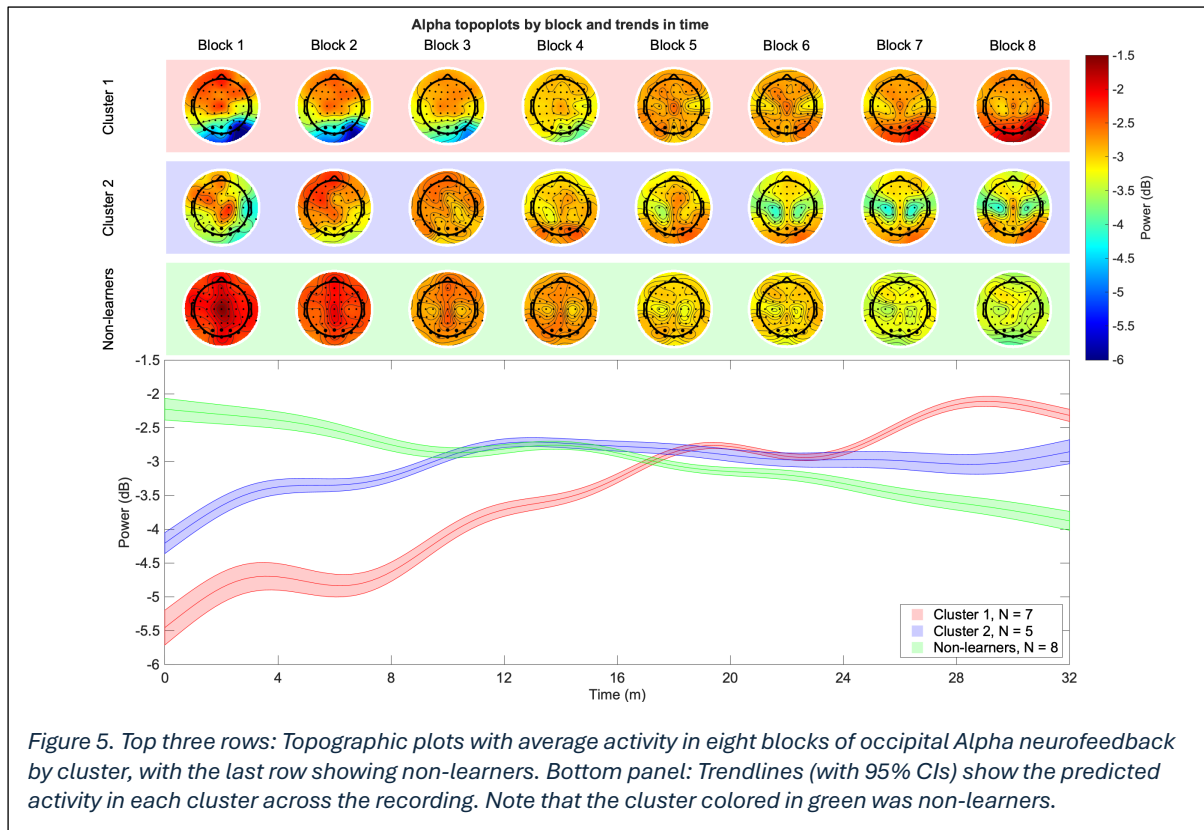 Alpha topoplots by block and trends in time
Block 1 Block 2 Block 3 Block 4 Block 5 Block 6 Block 7 Block 8
Cluster 1
Cluster 2
Non-learners
-1.5
-2
-2.5
-3
-3.5
-4
-4.5
-5
-5.5
-6
Power (dB)
-1.5
-2
-2.5
-3
-3.5
-4
-4.5
-5
-5.5
-6
Power (dB)
Cluster 1, N = 7
Cluster 2, N = 5
Non-learners, N = 8
0 4 8 12 16 20 24 28 32
Time (m)
Figure 5. Top three rows: Topographic plots with average activity in eight blocks of occipital Alpha neurofeedback
by cluster, with the last row showing non-learners. Bottom panel: Trendlines (with 95% CIs) show the predicted
activity in each cluster across the recording. Note that the cluster colored in green was non-learners.